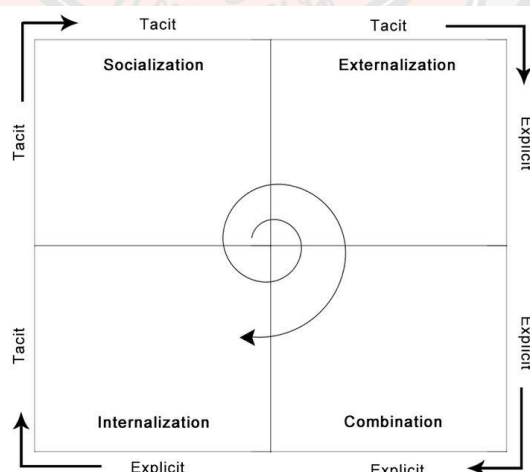 Tacit
Tacit
Socialization
Externalization
Tacit
Explicit
Tacit
Explicit
Internalization
Combination
Explicit
Explicit